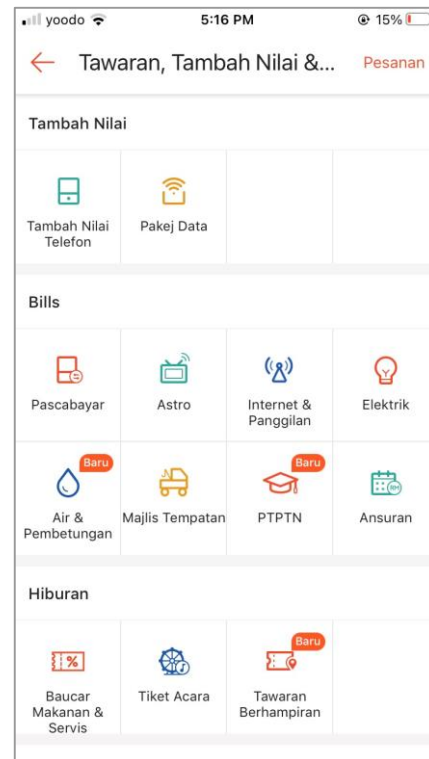 yoodo 5:16 PM 15%
Tawaran, Tambah Nilai &... Pesanan
Tambah Nilai
Tambah Nilai
Telefon
Pakej Data
Bills
Pascabayar
Astro
Internet &
Panggilan
Elektrik
Baru
Air &
Pembetungan
Majlis Tempatan
Baru
PTPTN
Ansuran
Hiburan
Baucar
Makanan &
Servis
Tiket Acara
Baru
Tawaran
Berhampiran